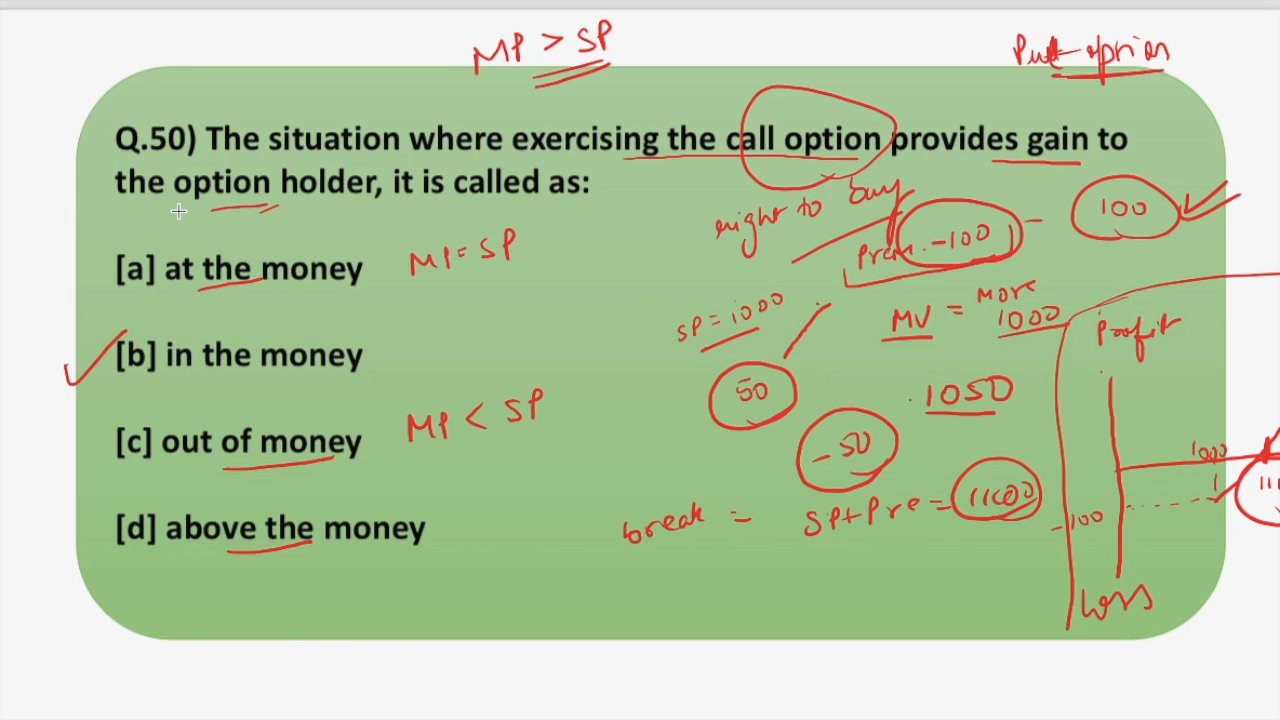 MP > SP
Put option
Q.50) The situation where exercising the call option provides gain to
the option holder, it is called as:
right to buy
Prem. -100 - 100
[a] at the money MP = SP
SP = 1000
MV = More 1000
Profit
[b] in the money
50
1050
[c] out of money MP < SP
- 50
1000
break = SP+Pre =
-100
[d] above the money
Loss